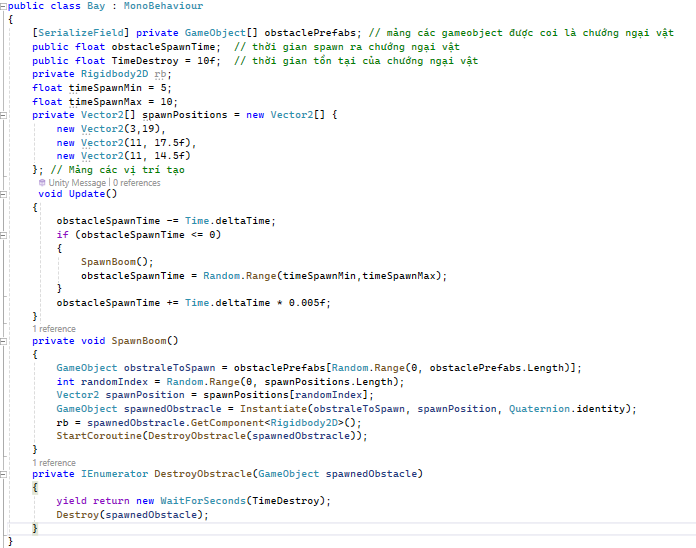 public class Bay : MonoBehaviour
{
[SerializeField] private GameObject[] obstaclePrefabs; // mảng các gameobject được coi là chướng ngại vật
public float obstacleSpawnTime;  // thời gian spawn ra chướng ngại vật
public float TimeDestroy = 10f;  // thời gian tồn tại của chướng ngại vật
private Rigidbody2D rb;
float timeSpawnMin = 5;
float timeSpawnMax = 10;
private Vector2[] spawnPositions = new Vector2[] {
new Vector2(3,19),
new Vector2(11, 17.5f),
new Vector2(11, 14.5f)
}; // Mảng các vị trí tạo
Unity Message | 0 references
void Update()
{
obstacleSpawnTime -= Time.deltaTime;
if (obstacleSpawnTime <= 0)
{
SpawnBoom();
obstacleSpawnTime = Random.Range(timeSpawnMin,timeSpawnMax);
}
obstacleSpawnTime += Time.deltaTime * 0.005f;
}
1 reference
private void SpawnBoom()
{
GameObject obstraleToSpawn = obstaclePrefabs[Random.Range(0, obstaclePrefabs.Length)];
int randomIndex = Random.Range(0, spawnPositions.Length);
Vector2 spawnPosition = spawnPositions[randomIndex];
GameObject spawnedObstracle = Instantiate(obstraleToSpawn, spawnPosition, Quaternion.identity);
rb = spawnedObstracle.GetComponent<Rigidbody2D>();
StartCoroutine(DestroyObstracle(spawnedObstracle));
}
1 reference
private IEnumerator DestroyObstracle(GameObject spawnedObstacle)
{
yield return new WaitForSeconds(TimeDestroy);
Destroy(spawnedObstacle);
}
}